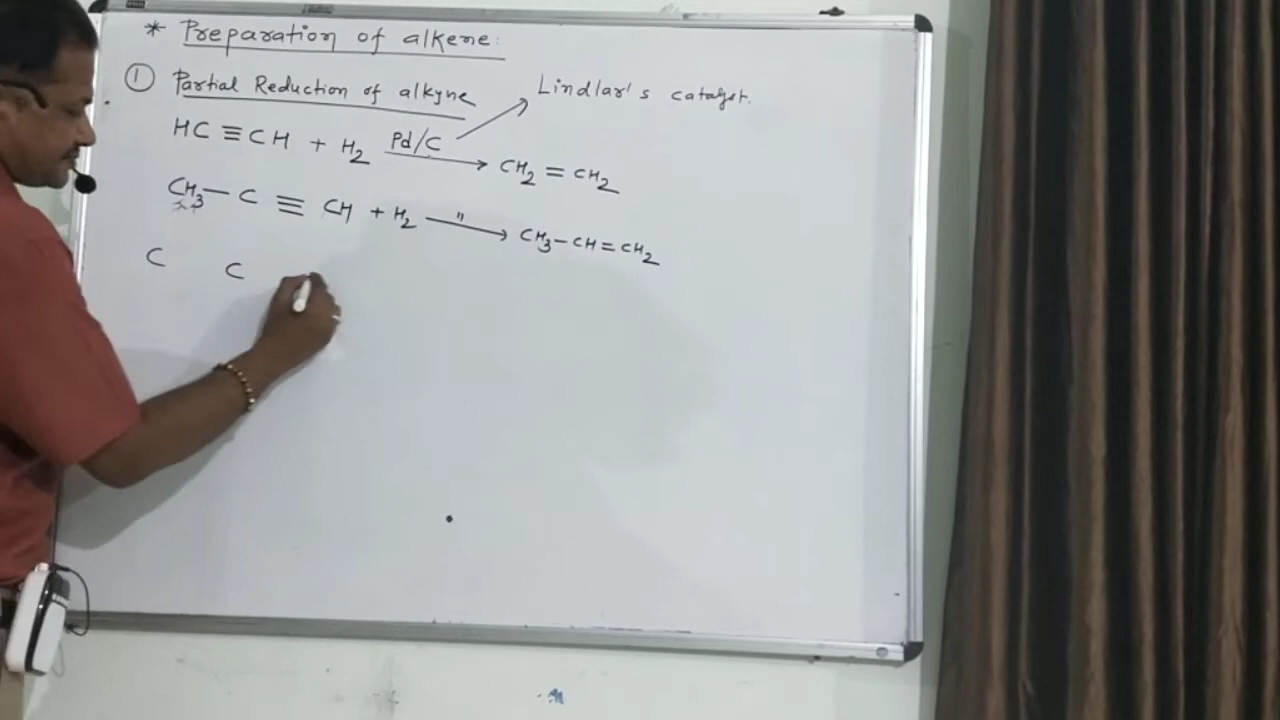 * Preparation of alkene:
① Partial Reduction of alkyne
Lindlar's catalyst.
HC ≡ CH + H₂ Pd/C → CH₂ = CH₂
CH₃ — C ≡ CH + H₂ " → CH₃ — CH = CH₂
C C